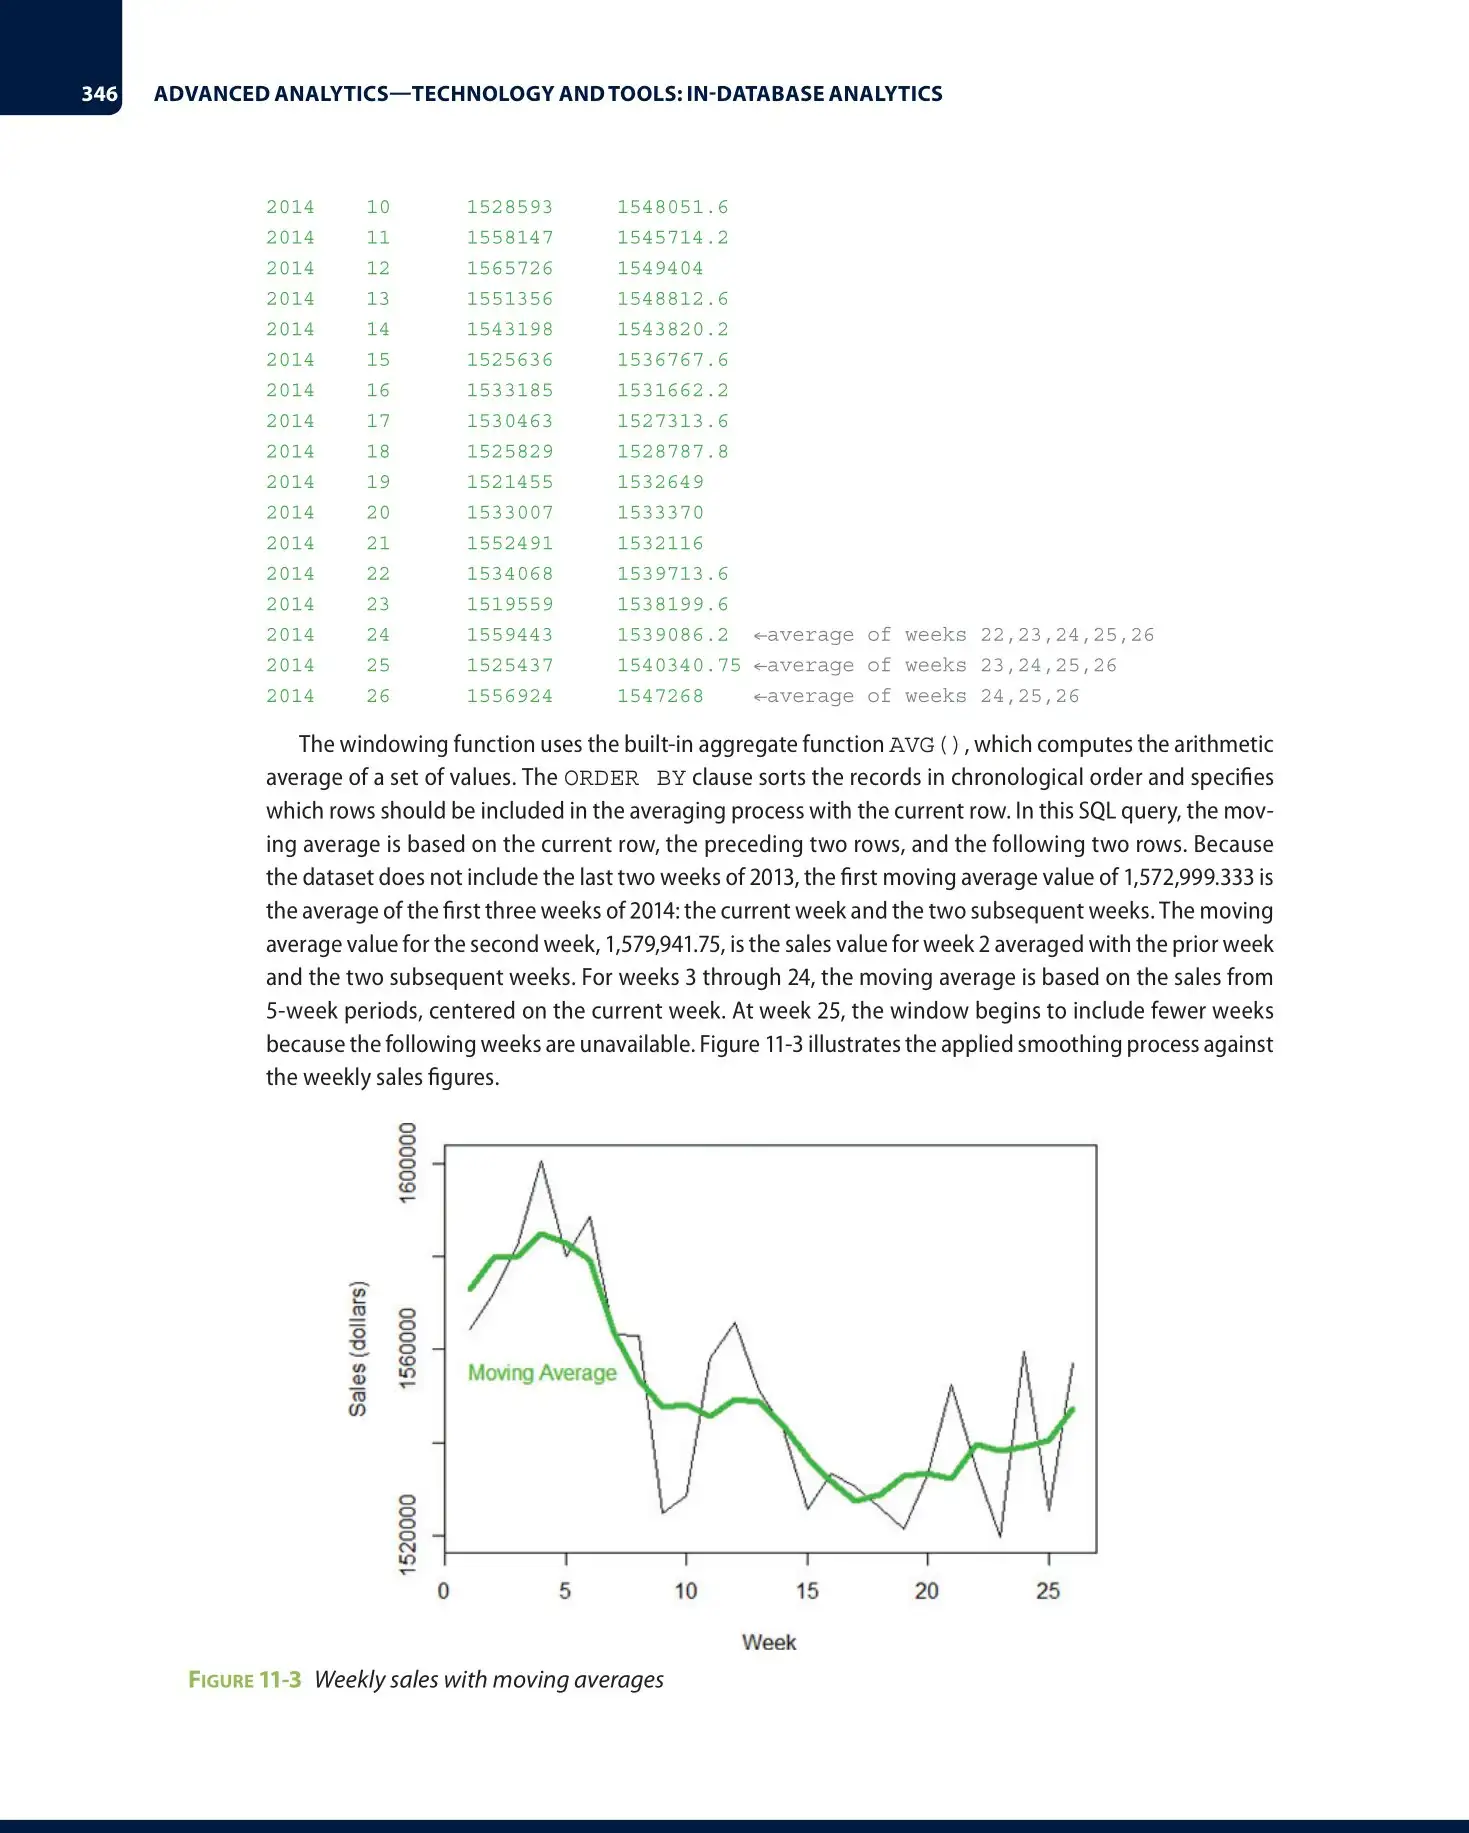 346 ADVANCED ANALYTICS—TECHNOLOGY AND TOOLS: IN-DATABASE ANALYTICS
2014 10 1528593 1548051.6
2014 11 1558147 1545714.2
2014 12 1565726 1549404
2014 13 1551356 1548812.6
2014 14 1543198 1543820.2
2014 15 1525636 1536767.6
2014 16 1533185 1531662.2
2014 17 1530463 1527313.6
2014 18 1525829 1528787.8
2014 19 1521455 1532649
2014 20 1533007 1533370
2014 21 1552491 1532116
2014 22 1534068 1539713.6
2014 23 1519559 1538199.6
2014 24 1559443 1539086.2 ←average of weeks 22,23,24,25,26
2014 25 1525437 1540340.75 ←average of weeks 23,24,25,26
2014 26 1556924 1547268 ←average of weeks 24,25,26
The windowing function uses the built-in aggregate function AVG(), which computes the arithmetic
average of a set of values. The ORDER BY clause sorts the records in chronological order and specifies
which rows should be included in the averaging process with the current row. In this SQL query, the mov-
ing average is based on the current row, the preceding two rows, and the following two rows. Because
the dataset does not include the last two weeks of 2013, the first moving average value of 1,572,999.333 is
the average of the first three weeks of 2014: the current week and the two subsequent weeks. The moving
average value for the second week, 1,579,941.75, is the sales value for week 2 averaged with the prior week
and the two subsequent weeks. For weeks 3 through 24, the moving average is based on the sales from
5-week periods, centered on the current week. At week 25, the window begins to include fewer weeks
because the following weeks are unavailable. Figure 11-3 illustrates the applied smoothing process against
the weekly sales figures.
Sales (dollars)
1600000
1560000
1520000
Moving Average
0 5 10 15 20 25
Week
FIGURE 11-3 Weekly sales with moving averages